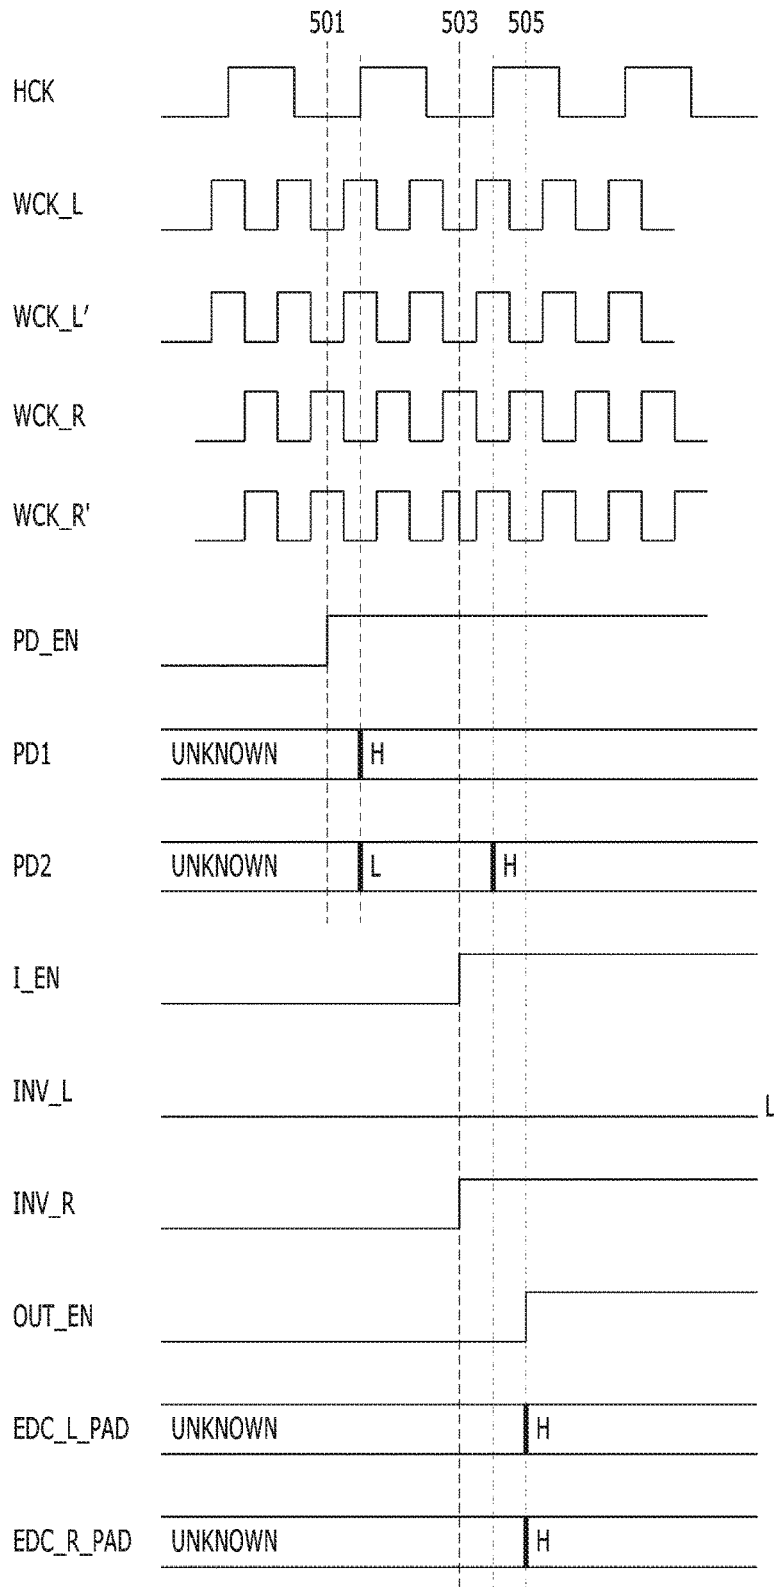 501 503 505
HCK
WCK_L
WCK_L′
WCK_R
WCK_R'
PD_EN
PD1 UNKNOWN H
PD2 UNKNOWN L H
I_EN
INV_L L
INV_R
OUT_EN
EDC_L_PAD UNKNOWN H
EDC_R_PAD UNKNOWN H